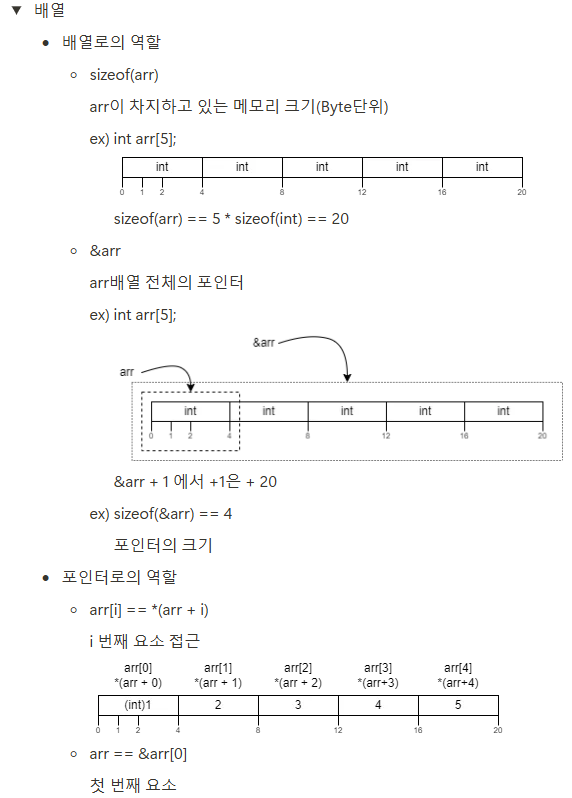 ▼ 배열
• 배열로의 역할
◦ sizeof(arr)
arr이 차지하고 있는 메모리 크기(Byte단위)
ex) int arr[5];
int int int int int
0 1 2 4 8 12 16 20
sizeof(arr) == 5 * sizeof(int) == 20
◦ &arr
arr배열 전체의 포인터
ex) int arr[5];
&arr
arr
int int int int int
0 1 2 4 8 12 16 20
&arr + 1 에서 +1은 + 20
ex) sizeof(&arr) == 4
포인터의 크기
• 포인터로의 역할
◦ arr[i] == *(arr + i)
i 번째 요소 접근
arr[0] arr[1] arr[2] arr[3] arr[4]
*(arr + 0) *(arr + 1) *(arr + 2) *(arr+3) *(arr+4)
(int)1 2 3 4 5
0 1 2 4 8 12 16 20
◦ arr == &arr[0]
첫 번째 요소